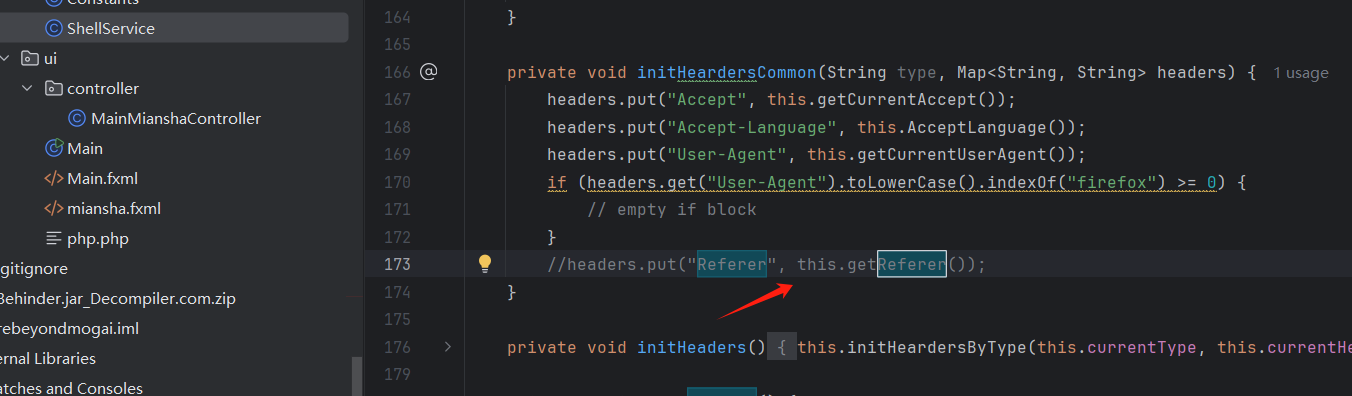 Constants
ShellService
ui
controller
MainMianshaController
Main
Main.fxml
miansha.fxml
php.php
gitignore
Behinder.jar_Decompiler.com.zip
rebeyondmogai.iml
ernal Libraries
atches and Consoles
164 }
165
166 private void initHeardersCommon(String type, Map<String, String> headers) { 1 usage
167 headers.put("Accept", this.getCurrentAccept());
168 headers.put("Accept-Language", this.AcceptLanguage());
169 headers.put("User-Agent", this.getCurrentUserAgent());
170 if (headers.get("User-Agent").toLowerCase().indexOf("firefox") >= 0) {
171 // empty if block
172 }
173 //headers.put("Referer", this.getReferer());
174 }
175
176 private void initHeaders() { this.initHeardersByType(this.currentType, this.currentHe
179